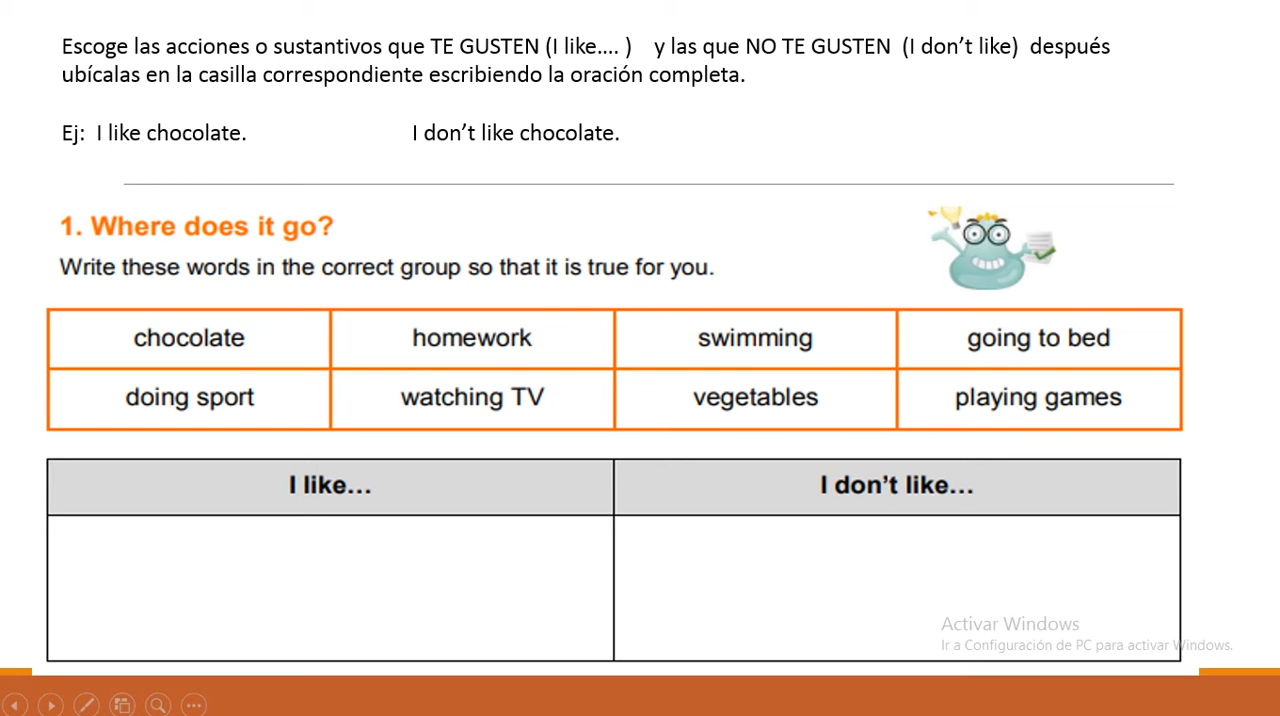 Escoge las acciones o sustantivos que TE GUSTEN (I like.... ) y las que NO TE GUSTEN (I don’t like) después
ubícalas en la casilla correspondiente escribiendo la oración completa.
Ej: I like chocolate. I don’t like chocolate.
1. Where does it go?
Write these words in the correct group so that it is true for you.
chocolate homework swimming going to bed
doing sport watching TV vegetables playing games
I like… I don’t like…
Activar Windows
Ir a Configuración de PC para activar Windows.